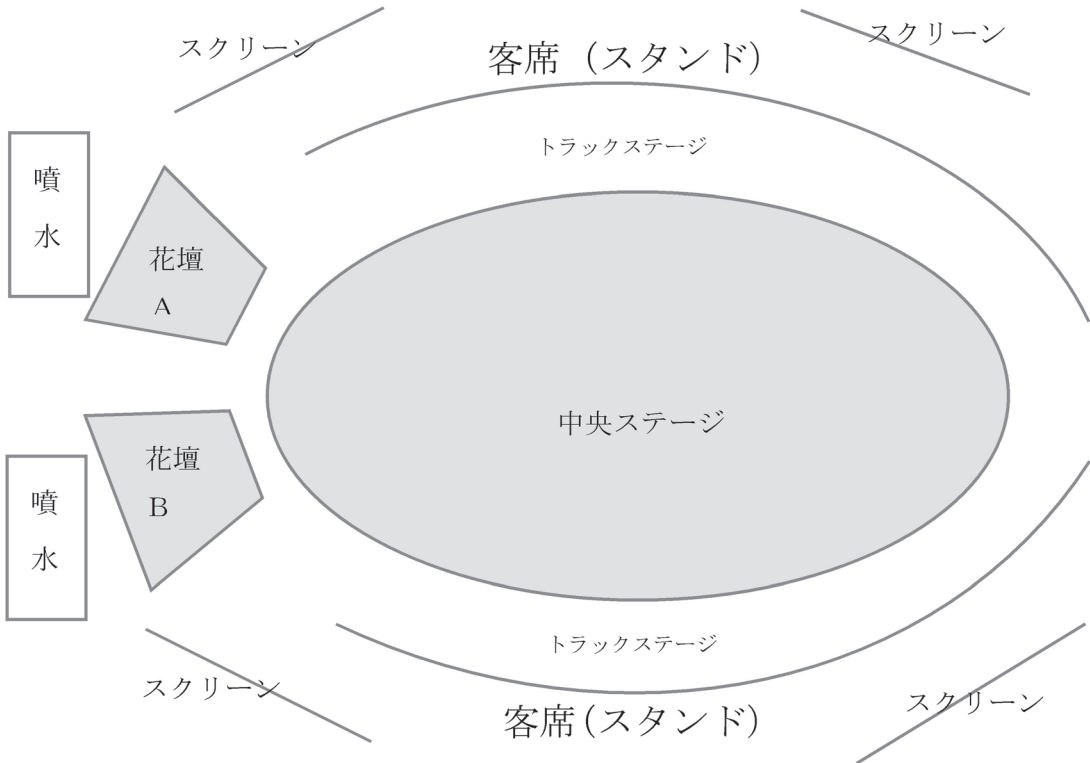 スクリーン
スクリーン
客席（スタンド）
トラックステージ
噴
水
花壇
A
中央ステージ
花壇
B
噴
水
トラックステージ
スクリーン
スクリーン
客席（スタンド）